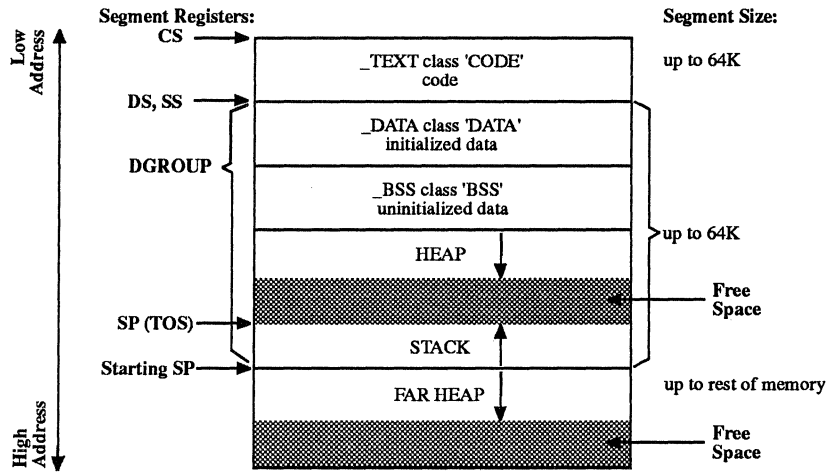 Segment Registers:
Segment Size:
Low
Address
CS
_TEXT class 'CODE'
code
up to 64K
DS, SS
_DATA class 'DATA'
initialized data
DGROUP
_BSS class 'BSS'
uninitialized data
up to 64K
HEAP
Free
Space
SP (TOS)
STACK
Starting SP
FAR HEAP
up to rest of memory
High
Address
Free
Space